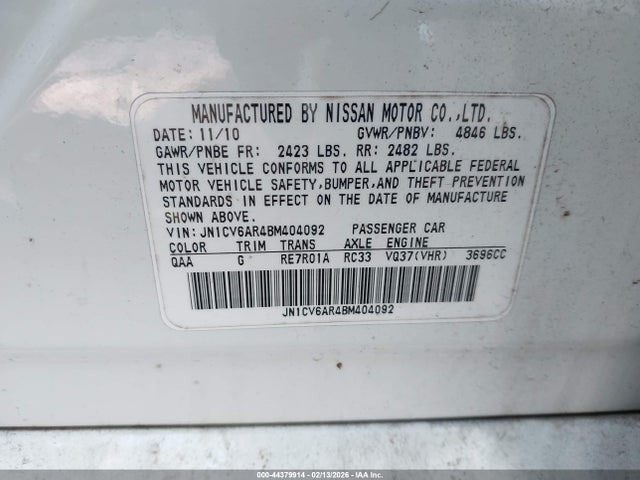 MANUFACTURED BY NISSAN MOTOR CO.,LTD.
DATE: 11/10 GVWR/PNBV: 4846 LBS.
GAWR/PNBE FR: 2423 LBS. RR: 2482 LBS.
THIS VEHICLE CONFORMS TO ALL APPLICABLE FEDERAL
MOTOR VEHICLE SAFETY,BUMPER,AND THEFT PREVENTION
STANDARDS IN EFFECT ON THE DATE OF MANUFACTURE
SHOWN ABOVE.
VIN: JN1CV6AR4BM404092 PASSENGER CAR
COLOR TRIM TRANS AXLE ENGINE
QAA G RE7R01A RC33 VQ37(VHR) 3696CC
JN1CV6AR4BM404092
000-44379914 - 02/13/2026 - IAAI Inc.